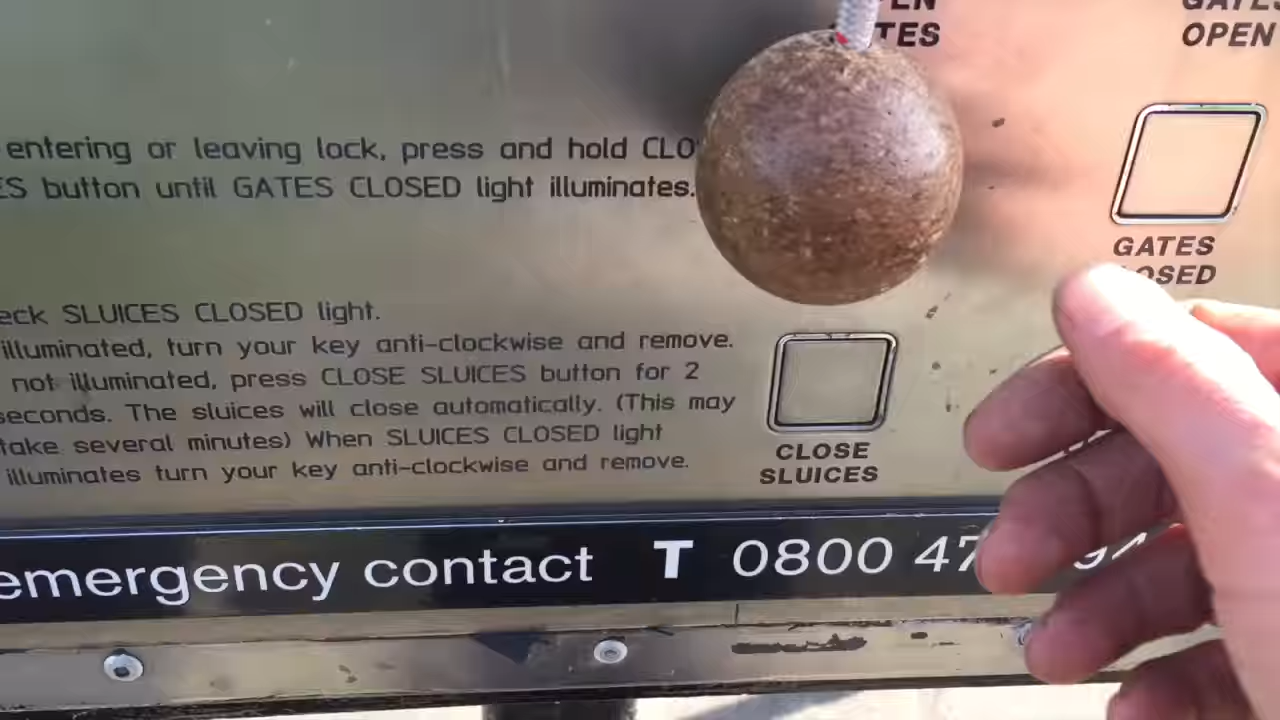 TES
GATES
OPEN
entering or leaving lock, press and hold
button until GATES CLOSED light illuminates.
GATES
SLUICES CLOSED light.
illuminated, turn your key anti-clockwise and remove.
not illuminated, press CLOSE SLUICES button for 2
seconds. The sluices will close automatically. (This may
take several minutes) When SLUICES CLOSED light
illuminates turn your key anti-clockwise and remove.
CLOSE
SLUICES
emergency contact T 0800 47